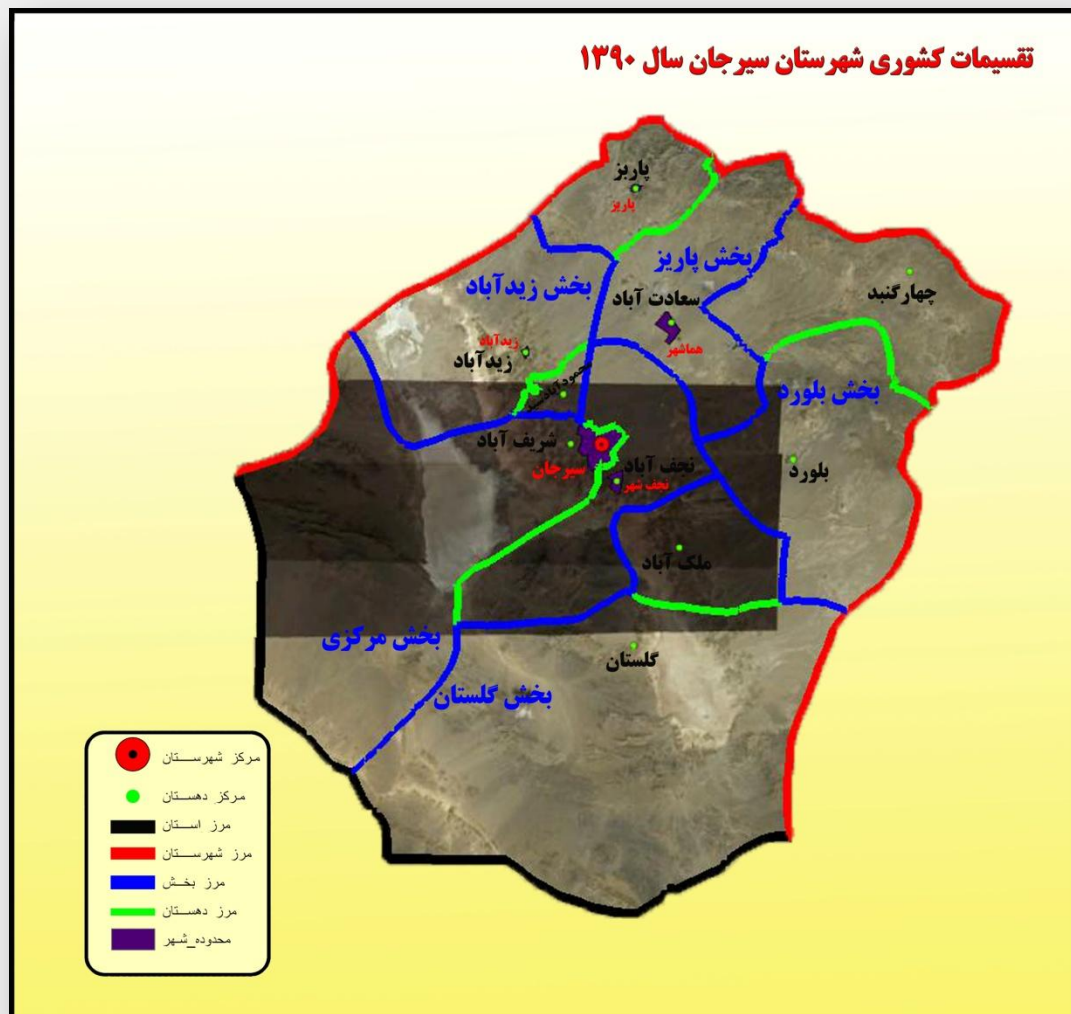 تقسیمات کشوری شهرستان سیرجان سال ۱۳۹۰
پاریز
پاریز
بخش پاریز
چهارگنبد
بخش زیدآباد
سعادت آباد
هماشهر
زیدآباد
زیدآباد
بخش بلورد
شریف آباد
سیرجان
نجف آباد
نجف شهر
بلورد
ملک آباد
بخش مرکزی
گلستان
بخش گلستان
مرکز شهرستان
مرکز دهستان
مرز استان
مرز شهرستان
مرز بخش
مرز دهستان
محدوده_شهر